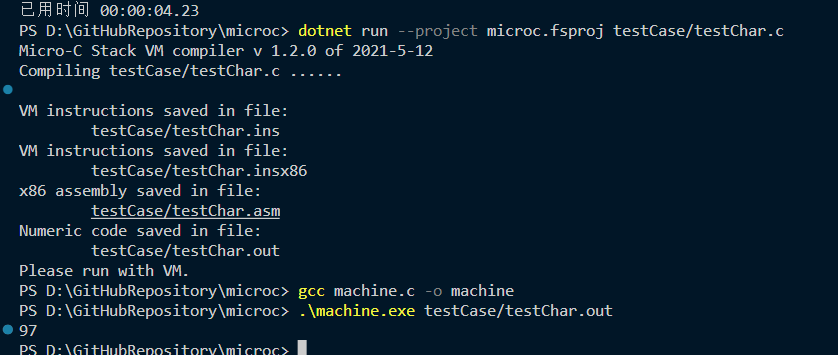 已用时间 00:00:04.23
PS D:\GitHubRepository\microc> dotnet run --project microc.fsproj testCase/testChar.c
Micro-C Stack VM compiler v 1.2.0 of 2021-5-12
Compiling testCase/testChar.c ......
VM instructions saved in file:
        testCase/testChar.ins
VM instructions saved in file:
        testCase/testChar.insx86
x86 assembly saved in file:
        testCase/testChar.asm
Numeric code saved in file:
        testCase/testChar.out
Please run with VM.
PS D:\GitHubRepository\microc> gcc machine.c -o machine
PS D:\GitHubRepository\microc> .\machine.exe testCase/testChar.out
97
PS D:\GitHubRepository\microc>